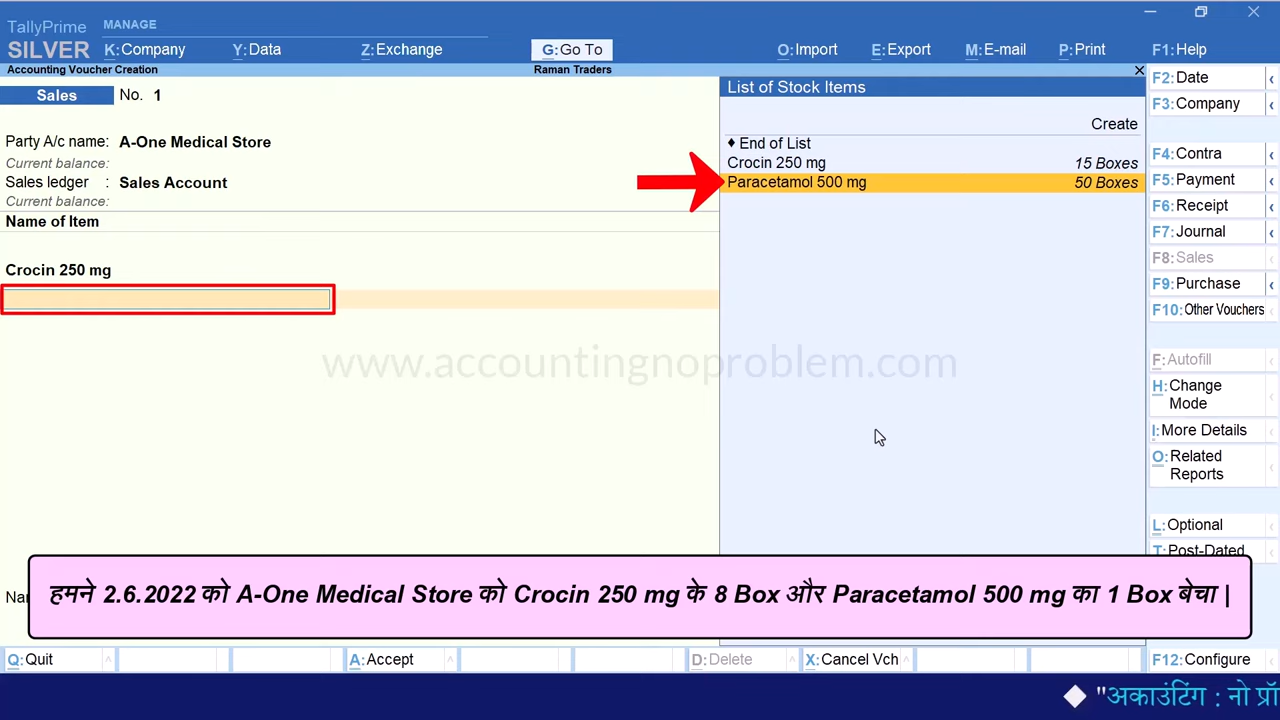 TallyPrime
MANAGE
SILVER
K:Company
Y:Data
Z:Exchange
G:Go To
O:Import
E:Export
M:E-mail
P:Print
F1:Help
Accounting Voucher Creation
Raman Traders
Sales No. 1
Party A/c name: A-One Medical Store
Current balance:
Sales ledger : Sales Account
Current balance:
Name of Item
Crocin 250 mg
List of Stock Items
Create
♦ End of List
Crocin 250 mg 15 Boxes
Paracetamol 500 mg 50 Boxes
F2:Date
F3:Company
F4:Contra
F5:Payment
F6:Receipt
F7:Journal
F8:Sales
F9:Purchase
F10:Other Vouchers
F:Autofill
H:Change
Mode
I:More Details
O:Related
Reports
L:Optional
T:Post-Dated
www.accountingnoproblem.com
हमने 2.6.2022 को A-One Medical Store को Crocin 250 mg के 8 Box और Paracetamol 500 mg का 1 Box बेचा |
Q:Quit
A:Accept
D:Delete
X:Cancel Vch
F12:Configure
◆ "अकाउंटिंग : नो प्रॉ